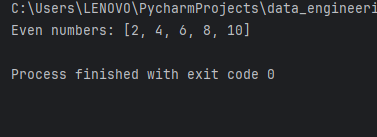 C:\Users\LENOVO\PycharmProjects\data_engineeri
Even numbers: [2, 4, 6, 8, 10]
Process finished with exit code 0